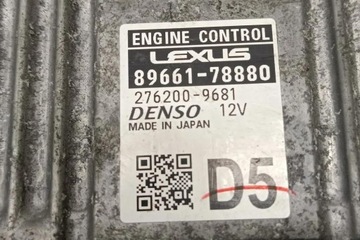 ENGINE CONTROL
LEXUS
89661-78880
276200-9681
DENSO 12V
MADE IN JAPAN
D5